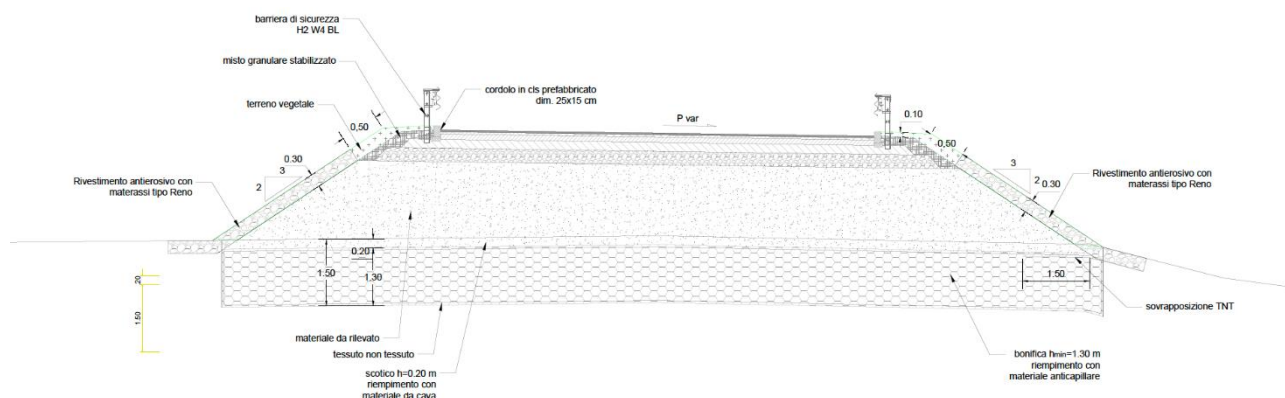 barriera di sicurezza
H2 W4 BL
misto granulare stabilizzato
terreno vegetale
cordolo in cls prefabbricato
dim. 25x15 cm
P var
0.10
0,50
0,50
0.30
3
2
3
2
0.30
Rivestimento antierosivo con
materassi tipo Reno
Rivestimento antierosivo con
materassi tipo Reno
0.20
1.50
1.30
1.50
20
1.50
sovrapposizione TNT
materiale da rilevato
tessuto non tessuto
scotico h=0.20 m
riempimento con
materiale da cava
bonifica hmin=1.30 m
riempimento con
materiale anticapillare